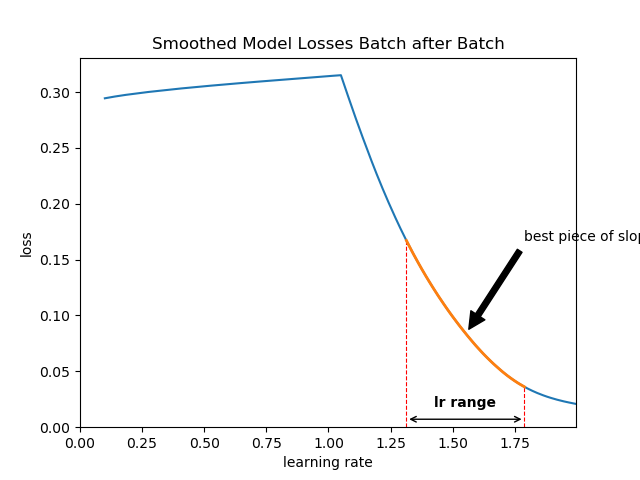 Smoothed Model Losses Batch after Batch
0.30
0.25
0.20
0.15
0.10
0.05
0.00
loss
best piece of slop
lr range
0.00 0.25 0.50 0.75 1.00 1.25 1.50 1.75
learning rate